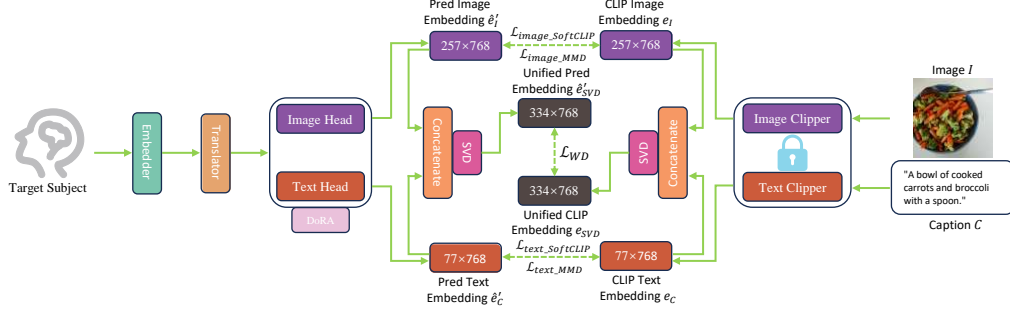 Target Subject
Embedder
Translator
Image Head
Text Head
DoRA
Pred Image
Embedding ê′_I
257×768
Concatenate
SVD
77×768
Pred Text
Embedding ê′_C
ℒ_image_SoftCLIP
ℒ_image_MMD
Unified Pred
Embedding ê′_SVD
334×768
ℒ_WD
334×768
Unified CLIP
Embedding e_SVD
ℒ_text_SoftCLIP
ℒ_text_MMD
CLIP Image
Embedding e_I
257×768
SVD
Concatenate
77×768
CLIP Text
Embedding e_C
Image Clipper
Text Clipper
Image I
"A bowl of cooked
carrots and broccoli
with a spoon."
Caption C